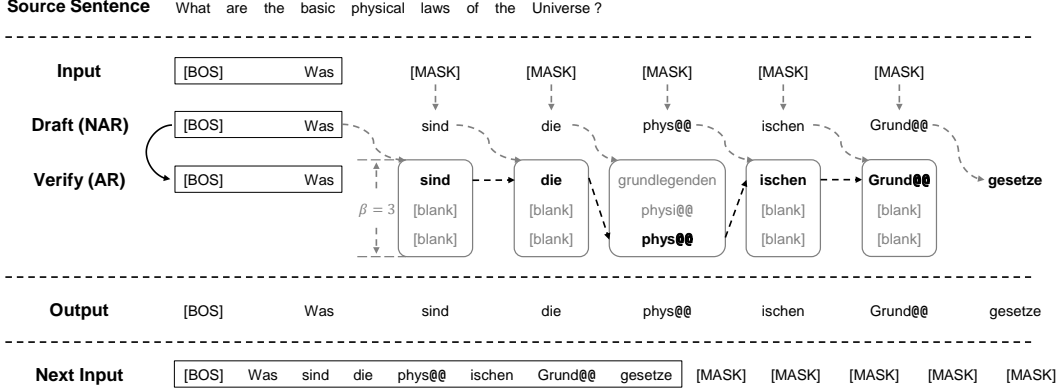 Source Sentence What are the basic physical laws of the Universe ?
Input [BOS] Was [MASK] [MASK] [MASK] [MASK] [MASK]
Draft (NAR) [BOS] Was sind die phys@@ ischen Grund@@
Verify (AR) [BOS] Was sind die grundlegenden ischen Grund@@ gesetze
β = 3 [blank] [blank] physi@@ [blank] [blank]
[blank] [blank] phys@@ [blank] [blank]
Output [BOS] Was sind die phys@@ ischen Grund@@ gesetze
Next Input [BOS] Was sind die phys@@ ischen Grund@@ gesetze [MASK] [MASK] [MASK] [MASK] [MASK]